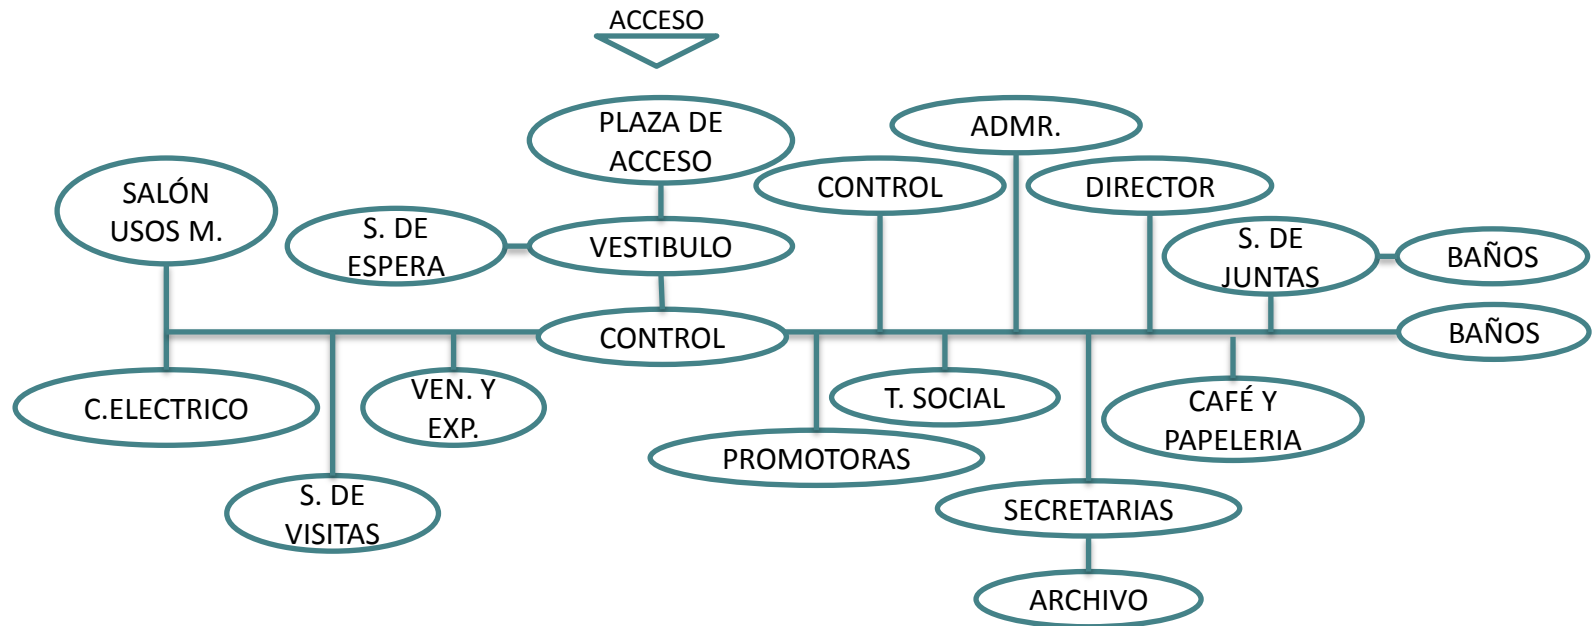 ACCESO
PLAZA DE
ACCESO
ADMR.
CONTROL
DIRECTOR
SALÓN
USOS M.
S. DE
ESPERA
VESTIBULO
S. DE
JUNTAS
BAÑOS
CONTROL
BAÑOS
C.ELECTRICO
VEN. Y
EXP.
T. SOCIAL
CAFÉ Y
PAPELERIA
PROMOTORAS
S. DE
VISITAS
SECRETARIAS
ARCHIVO